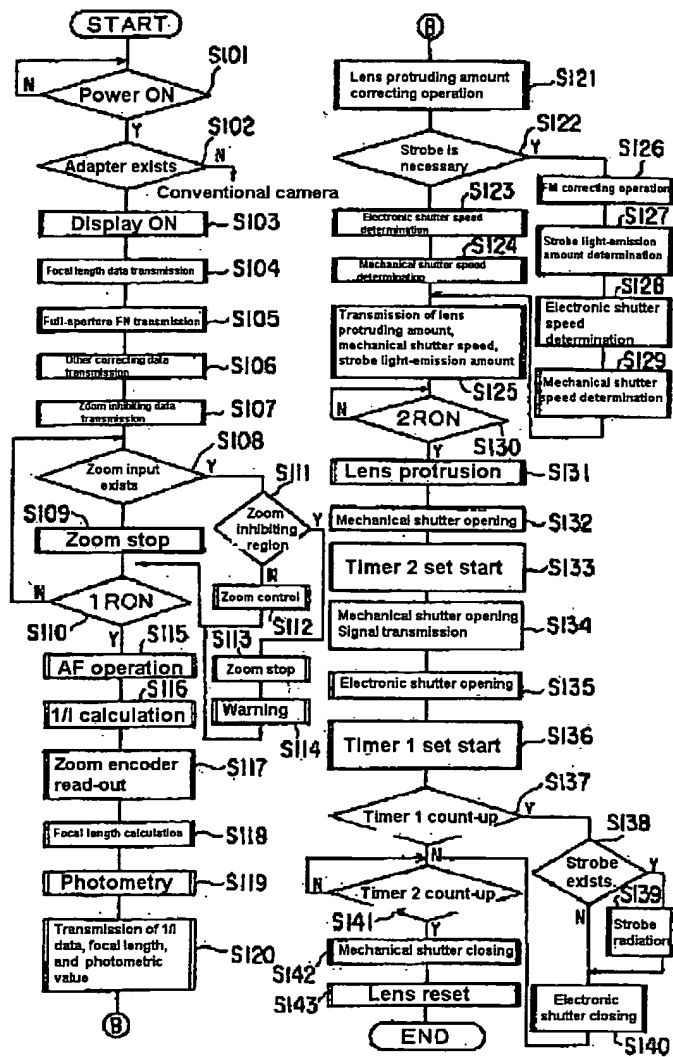 START
S101
N
Power ON
Y
S102
Adapter exists
N
Conventional camera
Display ON
S103
Focal length data transmission
S104
Full-aperture FN transmission
S105
Other correcting data
transmission
S106
Zoom inhibiting data
transmission
S107
S108
Zoom input
exists
Y
S111
Zoom
inhibiting
region
Y
N
S109
Zoom stop
Zoom control
S112
N
1 RON
S110
Y
S113
Zoom stop
Warning
S114
S115
AF operation
S116
1/l calculation
Zoom encoder
read-out
S117
Focal length calculation
S118
Photometry
S119
Transmission of 1/l
data, focal length,
and photometric
value
S120
B
B
Lens protruding amount
correcting operation
S121
S122
Strobe is
necessary
Y
S126
FM correcting operation
S127
Strobe light-emission
amount determination
S128
Electronic shutter
speed
determination
S129
Mechanical shutter
speed determination
S123
Electronic shutter speed
determination
S124
Mechanical shutter speed
determination
Transmission of lens
protruding amount,
mechanical shutter speed,
strobe light-emission amount
S125
N
2RON
S130
Y
Lens protrusion
S131
Mechanical shutter opening
S132
Timer 2 set start
S133
Mechanical shutter opening
Signal transmission
S134
Electronic shutter opening
S135
Timer 1 set start
S136
S137
Timer 1 count-up
Y
S138
Strobe
exists
Y
N
S139
Strobe
radiation
Electronic
shutter closing
S140
N
N
Timer 2 count-up
S141
Y
Mechanical shutter closing
S142
Lens reset
S143
END